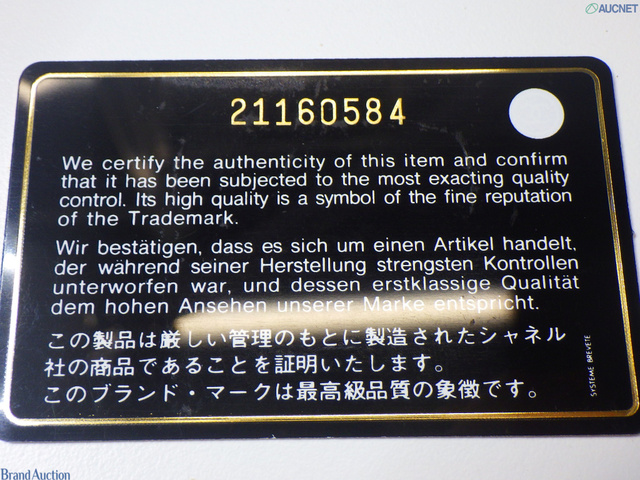 AUCNET
21160584
We certify the authenticity of this item and confirm
that it has been subjected to the most exacting quality
control. Its high quality is a symbol of the fine reputation
of the Trademark.
Wir bestätigen, dass es sich um einen Artikel handelt,
der während seiner Herstellung strengsten Kontrollen
unterworfen war, und dessen erstklassige Qualität
dem hohen Ansehen unserer Marke entspricht.
この製品は厳しい管理のもとに製造されたシャネル
社の商品であることを証明いたします。
このブランド・マークは最高級品質の象徴です。
SYSTEME BREVETE
Brand Auction